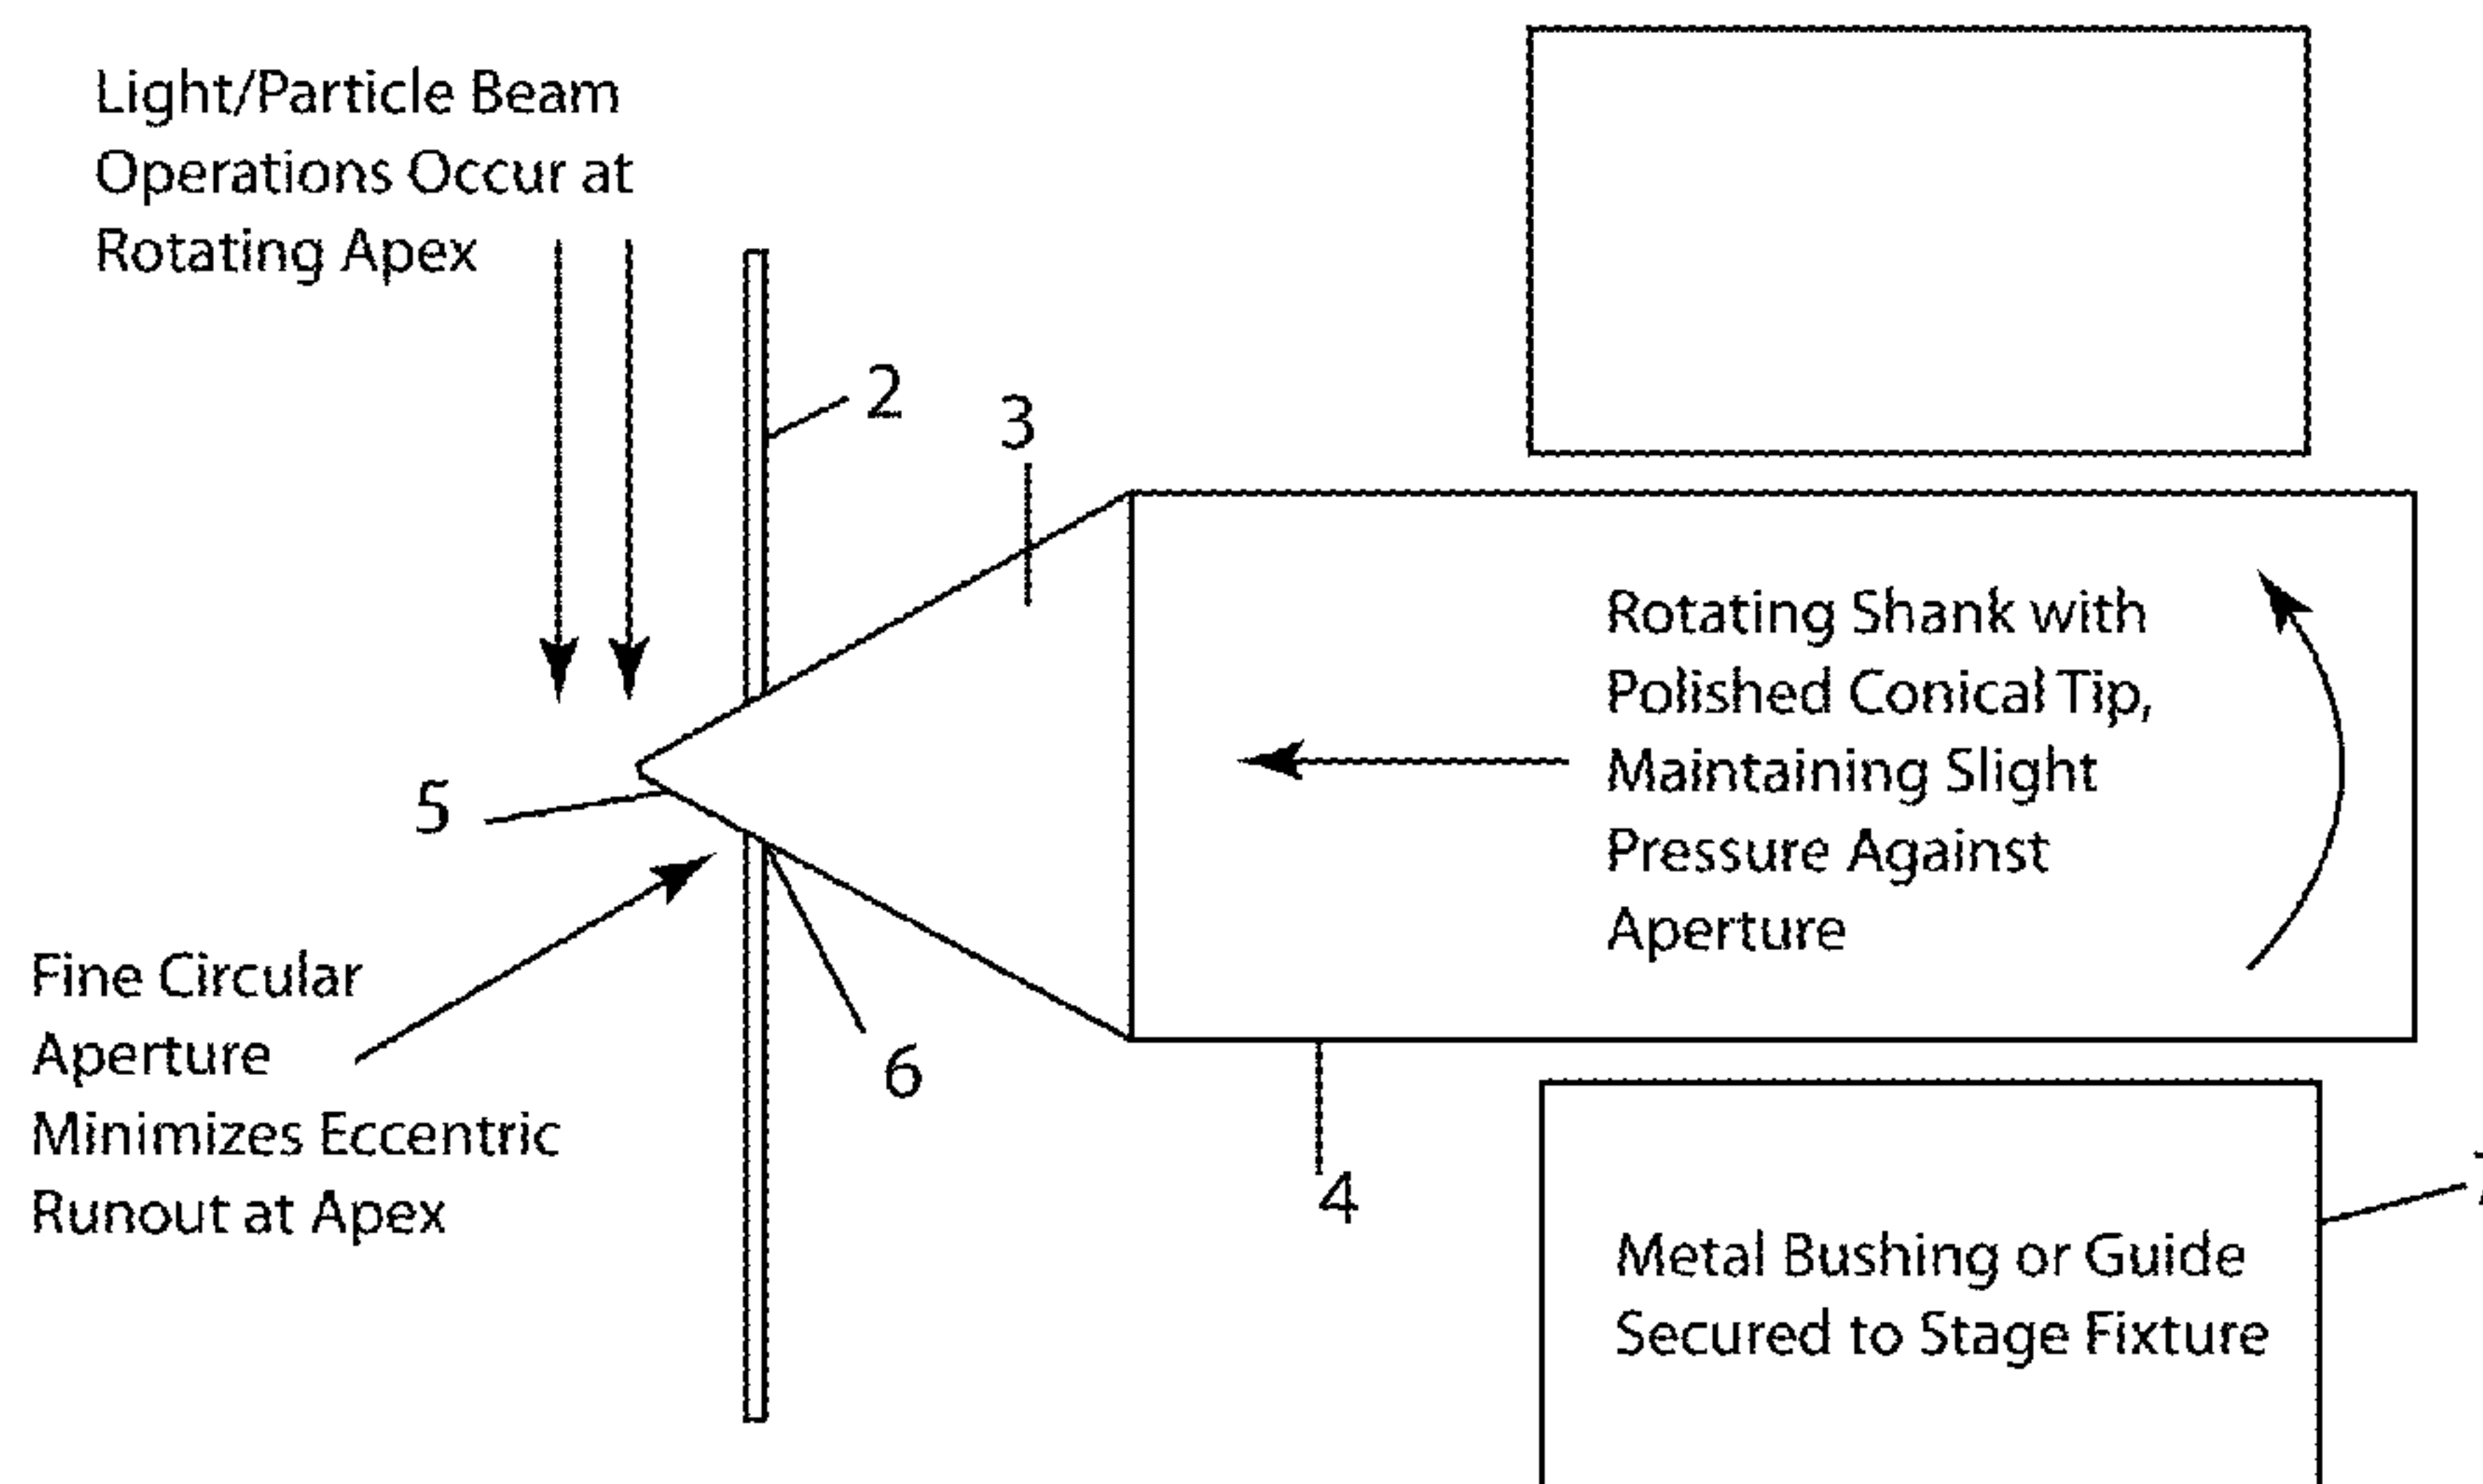 Light/Particle Beam
Operations Occur at
Rotating Apex
2
3
Rotating Shank with
Polished Conical Tip,
Maintaining Slight
Pressure Against
Aperture
5
6
Fine Circular
Aperture
Minimizes Eccentric
Runout at Apex
4
Metal Bushing or Guide
Secured to Stage Fixture